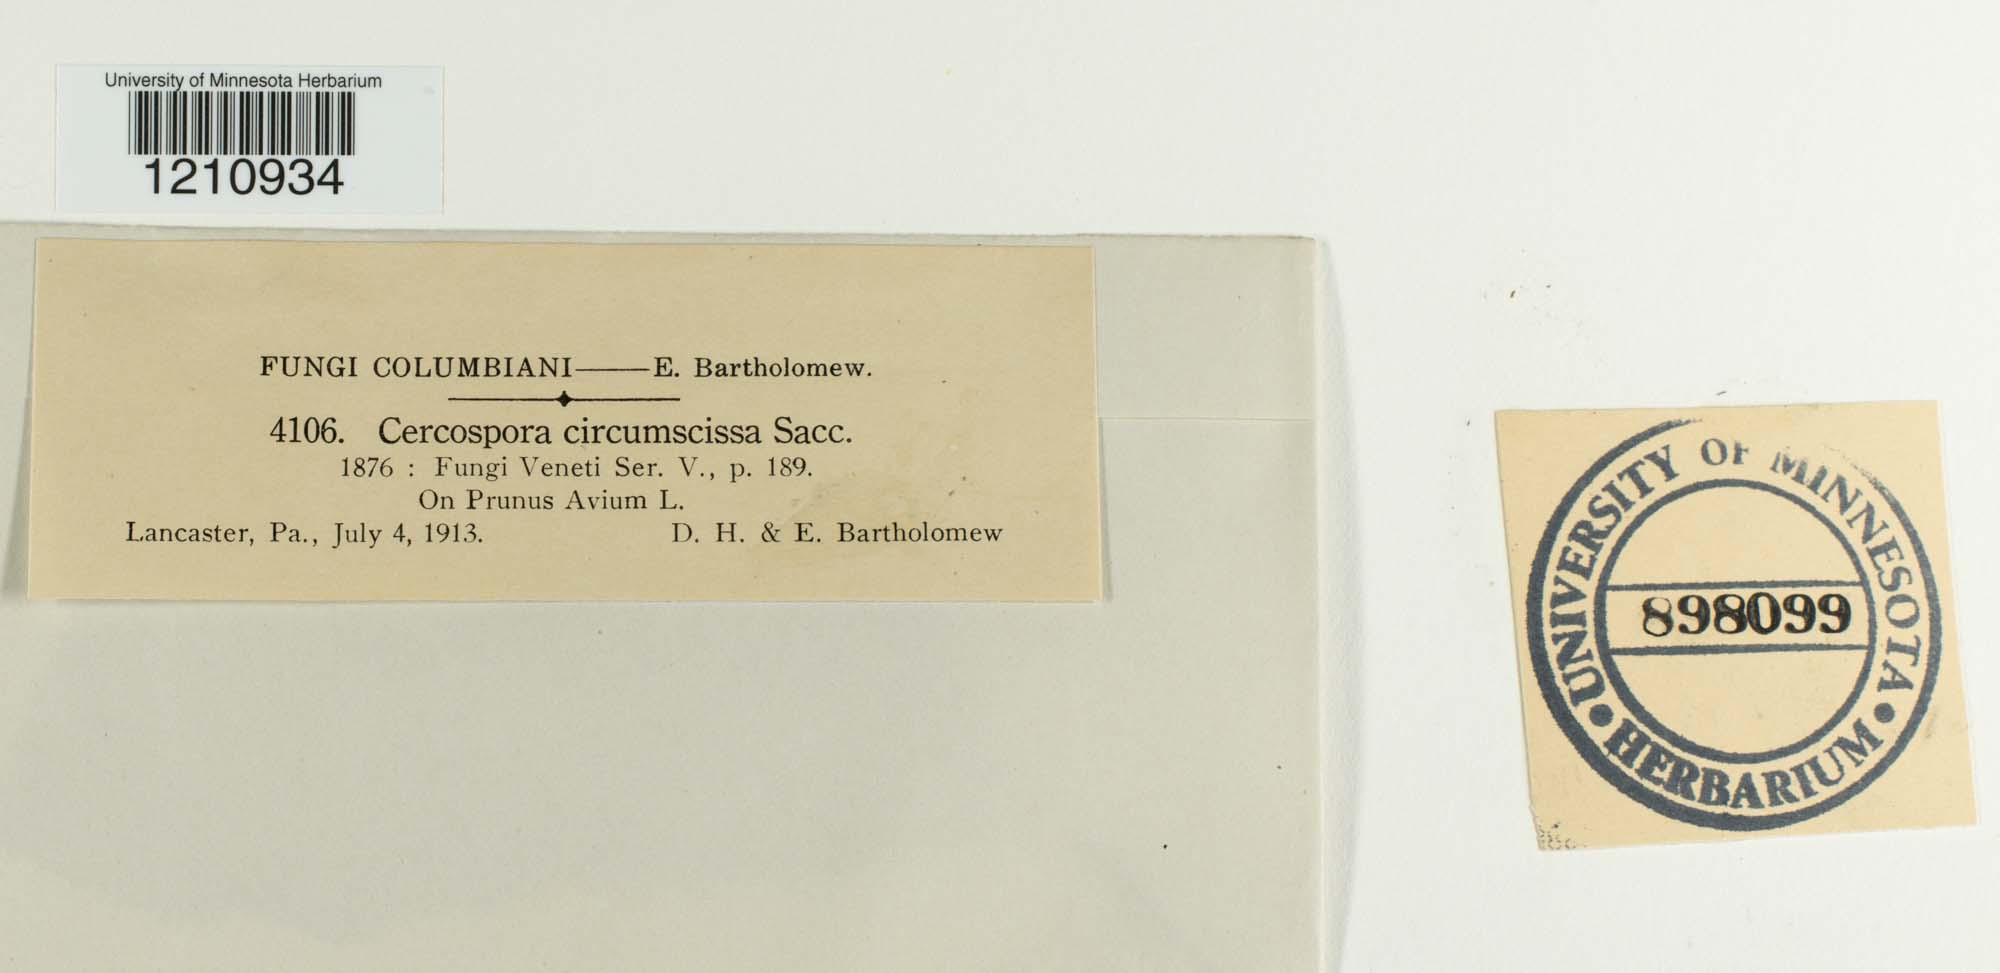 University of Minnesota Herbarium
1210934
FUNGI COLUMBIANI——E. Bartholomew.
4106. Cercospora circumscissa Sacc.
1876 : Fungi Veneti Ser. V., p. 189.
On Prunus Avium L.
Lancaster, Pa., July 4, 1913. D. H. & E. Bartholomew
UNIVERSITY OF MINNESOTA
898099
• HERBARIUM •